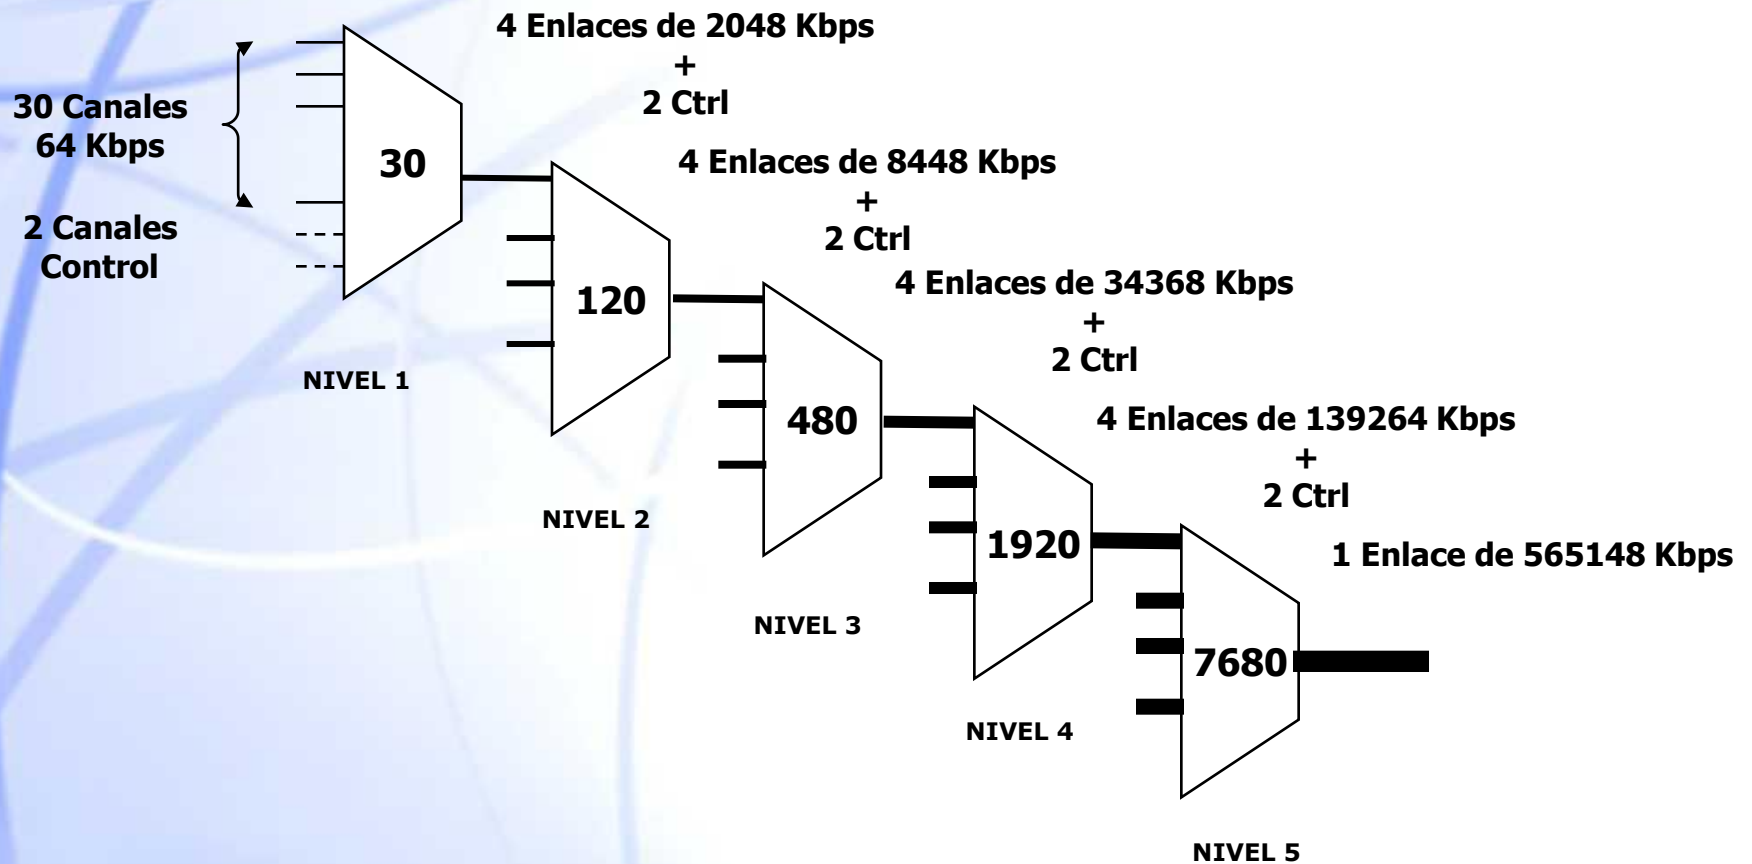 4 Enlaces de 2048 Kbps
+
2 Ctrl
30 Canales
64 Kbps
30
2 Canales
Control
NIVEL 1
4 Enlaces de 8448 Kbps
+
2 Ctrl
120
NIVEL 2
4 Enlaces de 34368 Kbps
+
2 Ctrl
480
NIVEL 3
4 Enlaces de 139264 Kbps
+
2 Ctrl
1920
NIVEL 4
1 Enlace de 565148 Kbps
7680
NIVEL 5